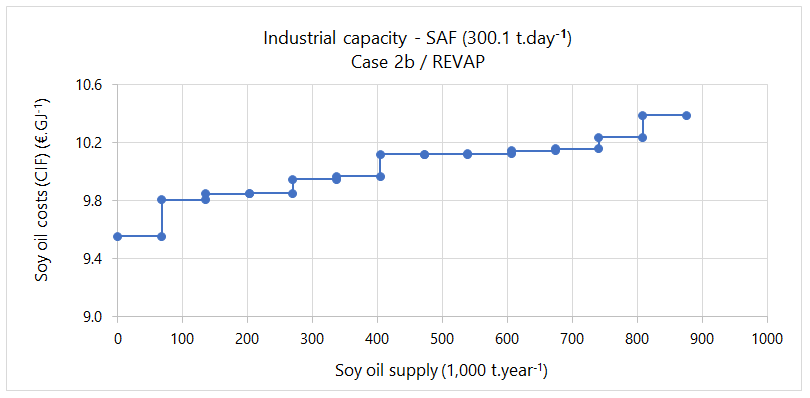 Industrial capacity - SAF (300.1 t.day⁻¹)
Case 2b / REVAP
Soy oil costs (CIF) (€.GJ⁻¹)
10.6
10.2
9.8
9.4
9.0
0 100 200 300 400 500 600 700 800 900 1000
Soy oil supply (1,000 t.year⁻¹)